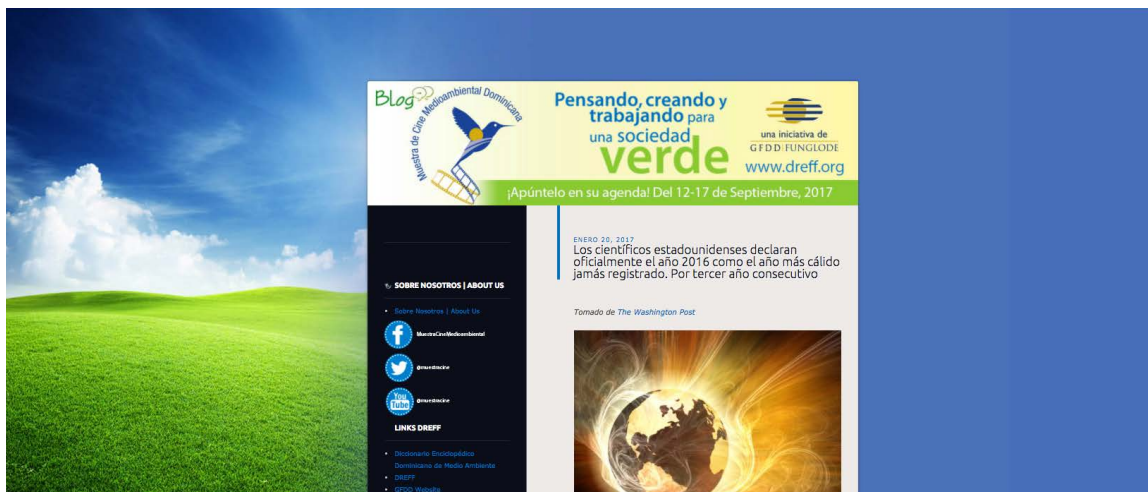 Blog
Muestra de Cine Medioambiental Dominicana
Pensando, creando y
trabajando para
una sociedad
verde
una iniciativa de
GFDD FUNGLODE
www.dreff.org
¡Apúntelo en su agenda! Del 12-17 de Septiembre, 2017
SOBRE NOSOTROS | ABOUT US
Sobre Nosotros | About Us
MuestraCineMedioambiental
@muestracine
You
Tube
@muestracine
LINKS DREFF
Diccionario Enciclopédico
Dominicano de Medio Ambiente
DREFF
GFDD Website
ENERO 20, 2017
Los científicos estadounidenses declaran
oficialmente el año 2016 como el año más cálido
jamás registrado. Por tercer año consecutivo
Tomado de The Washington Post